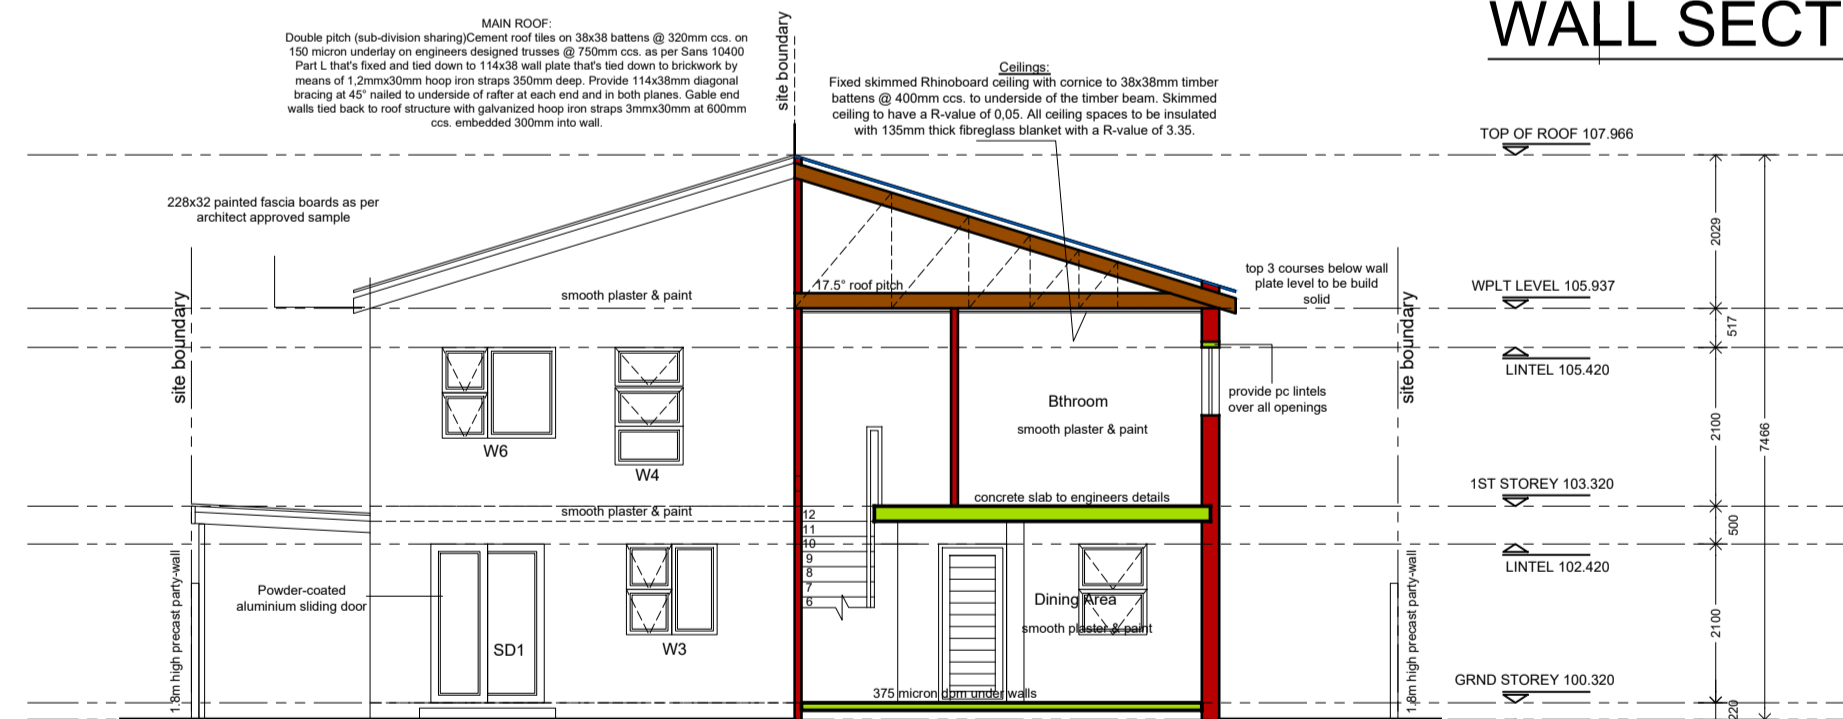 WALL SECT
MAIN ROOF:
Double pitch (sub-division sharing)Cement roof tiles on 38x38 battens @ 320mm ccs. on
150 micron underlay on engineers designed trusses @ 750mm ccs. as per Sans 10400
Part L that's fixed and tied down to 114x38 wall plate that's tied down to brickwork by
means of 1,2mmx30mm hoop iron straps 350mm deep. Provide 114x38mm diagonal
bracing at 45° nailed to underside of rafter at each end and in both planes. Gable end
walls tied back to roof structure with galvanized hoop iron straps 3mmx30mm at 600mm
ccs. embedded 300mm into wall.
site boundary
Ceilings:
Fixed skimmed Rhinoboard ceiling with cornice to 38x38mm timber
battens @ 400mm ccs. to underside of the timber beam. Skimmed
ceiling to have a R-value of 0,05. All ceiling spaces to be insulated
with 135mm thick fibreglass blanket with a R-value of 3.35.
TOP OF ROOF 107.966
228x32 painted fascia boards as per
architect approved sample
2029
top 3 courses below wall
plate level to be build
solid
17.5° roof pitch
smooth plaster & paint
WPLT LEVEL 105.937
517
site boundary
site boundary
LINTEL 105.420
provide pc lintels
over all openings
Bthroom
smooth plaster & paint
2100
7466
W6
W4
1ST STOREY 103.320
concrete slab to engineers details
smooth plaster & paint
500
12
11
10
9
8
7
6
LINTEL 102.420
Powder-coated
aluminium sliding door
Dining Area
smooth plaster & paint
2100
1.8m high precast party-wall
1.8m high precast party-wall
SD1
W3
GRND STOREY 100.320
375 micron dpm under walls
220